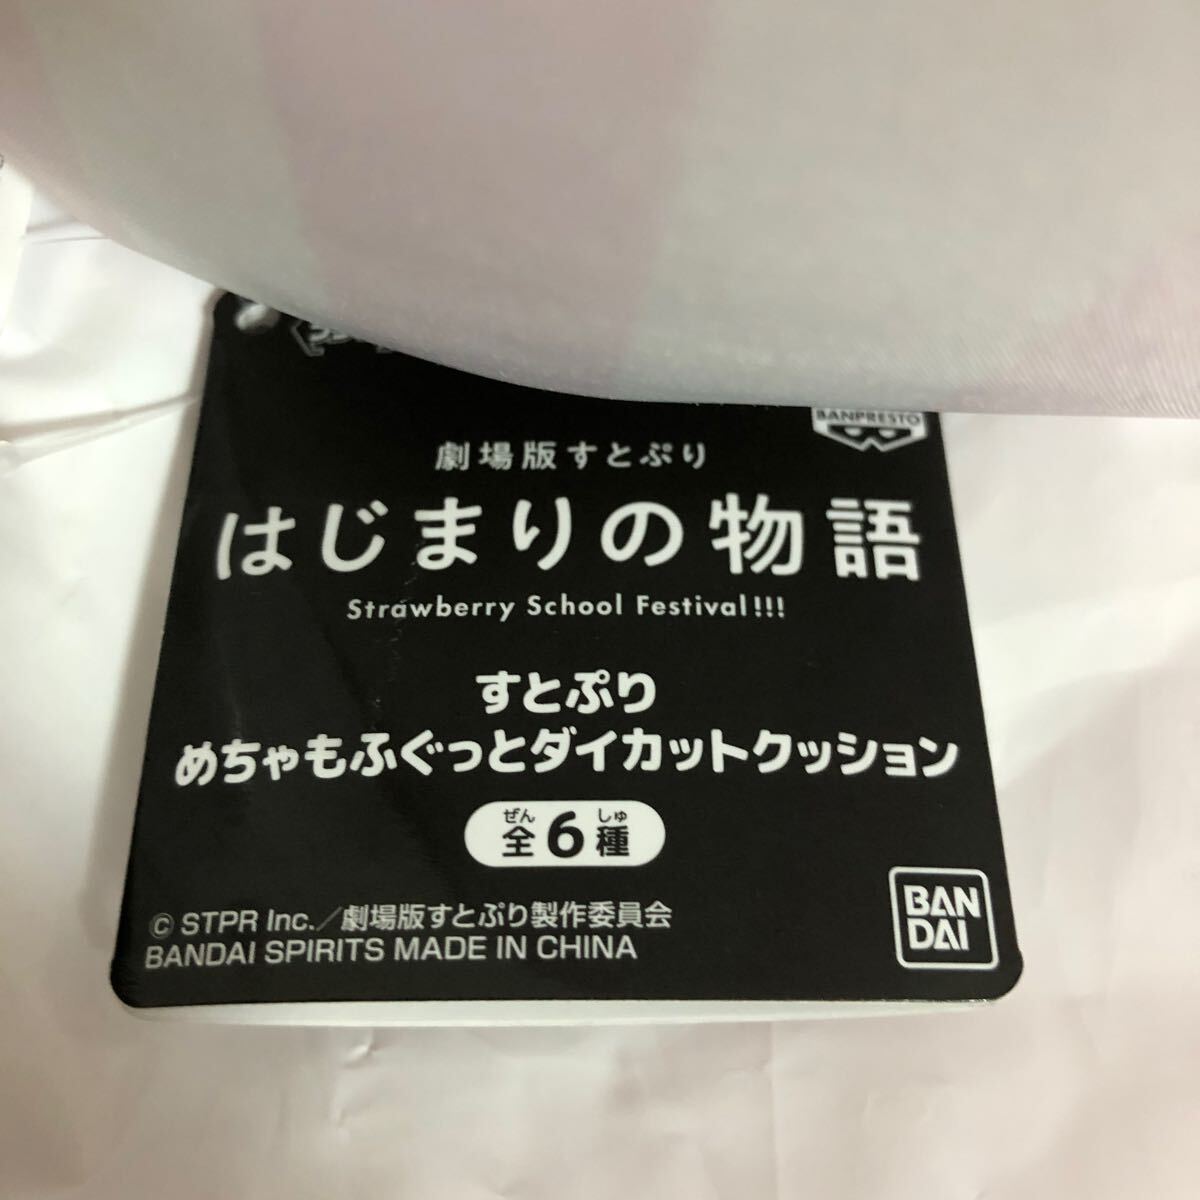 BANPRESTO
劇場版すとぷり
はじまりの物語
Strawberry School Festival!!!
すとぷり
めちゃもふぐっとダイカットクッション
ぜん しゅ
全6種
© STPR Inc./劇場版すとぷり製作委員会
BANDAI SPIRITS MADE IN CHINA
BAN
DAI